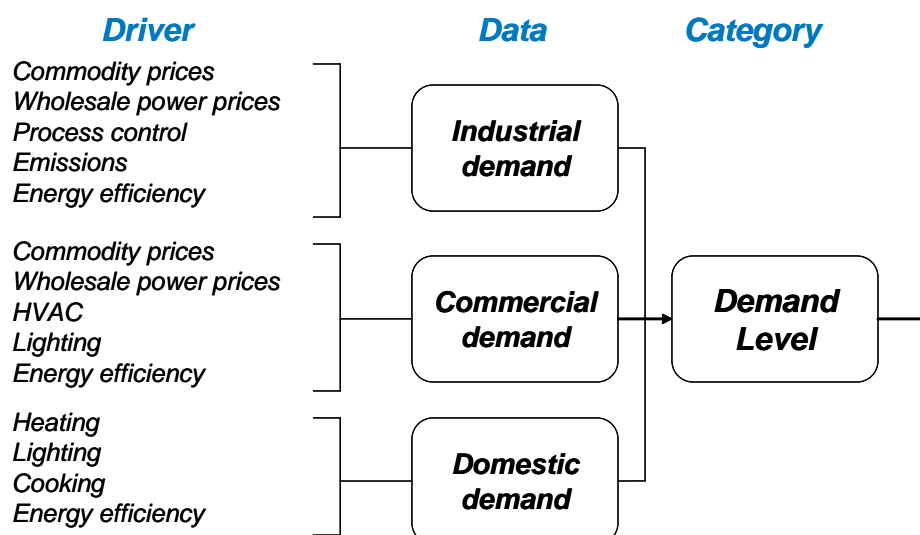 Driver
Data
Category
Commodity prices
Wholesale power prices
Process control
Emissions
Energy efficiency
Industrial
demand
Commodity prices
Wholesale power prices
HVAC
Lighting
Energy efficiency
Commercial
demand
Demand
Level
Heating
Lighting
Cooking
Energy efficiency
Domestic
demand